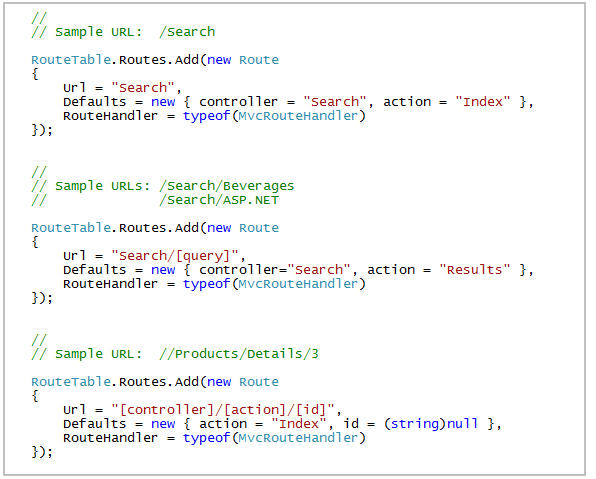 //
// Sample URL:  /Search
RouteTable.Routes.Add(new Route
{
    Url = "Search",
    Defaults = new { controller = "Search", action = "Index" },
    RouteHandler = typeof(MvcRouteHandler)
});
//
// Sample URLs: /Search/Beverages
//              /Search/ASP.NET
RouteTable.Routes.Add(new Route
{
    Url = "Search/[query]",
    Defaults = new { controller="Search", action = "Results" },
    RouteHandler = typeof(MvcRouteHandler)
});
//
// Sample URL:  //Products/Details/3
RouteTable.Routes.Add(new Route
{
    Url = "[controller]/[action]/[id]",
    Defaults = new { action = "Index", id = (string)null },
    RouteHandler = typeof(MvcRouteHandler)
});